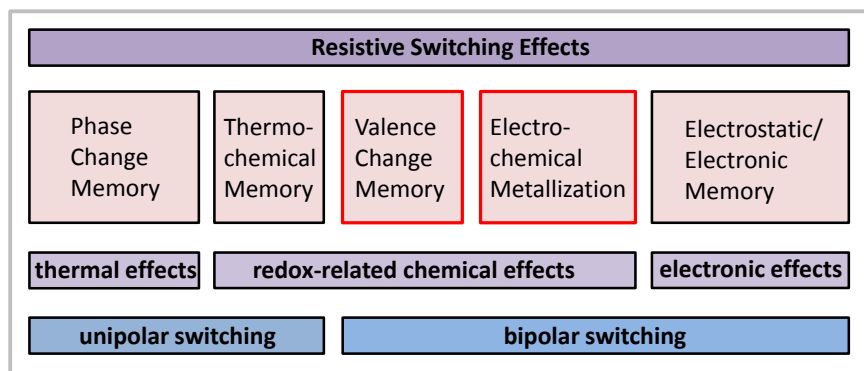 Resistive Switching Effects
Phase
Change
Memory
Thermo-
chemical
Memory
Valence
Change
Memory
Electro-
chemical
Metallization
Electrostatic/
Electronic
Memory
thermal effects
redox-related chemical effects
electronic effects
unipolar switching
bipolar switching